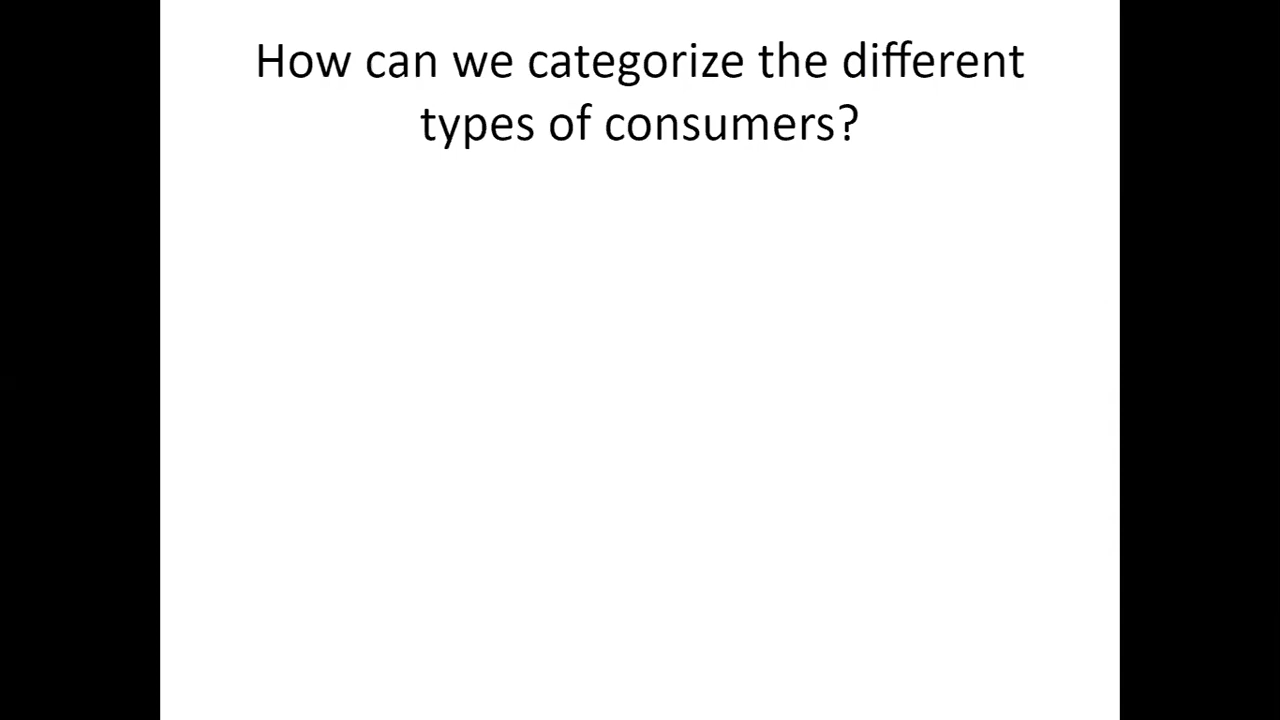 How can we categorize the different
types of consumers?